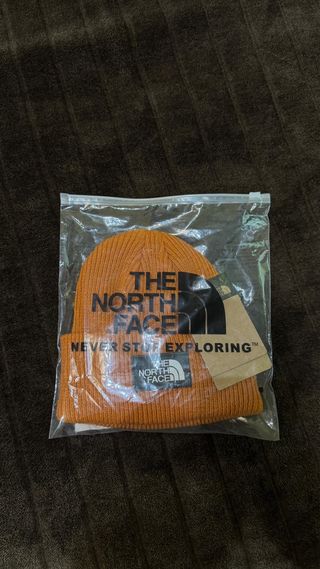 THE
NORTH
FACE
NEVER STOP EXPLORING™
THE
NORTH
FACE